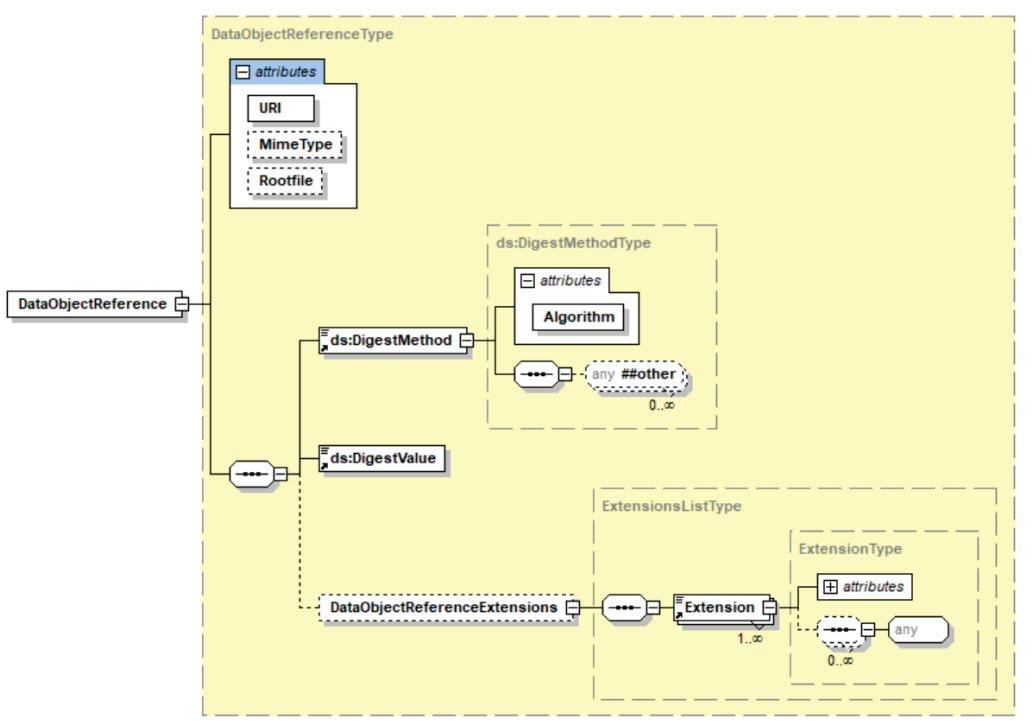 DataObjectReferenceType
attributes
URI
MimeType
Rootfile
DataObjectReference
ds:DigestMethodType
attributes
Algorithm
ds:DigestMethod
any ##other
0..∞
ds:DigestValue
ExtensionsListType
ExtensionType
attributes
DataObjectReferenceExtensions
Extension
1..∞
any
0..∞